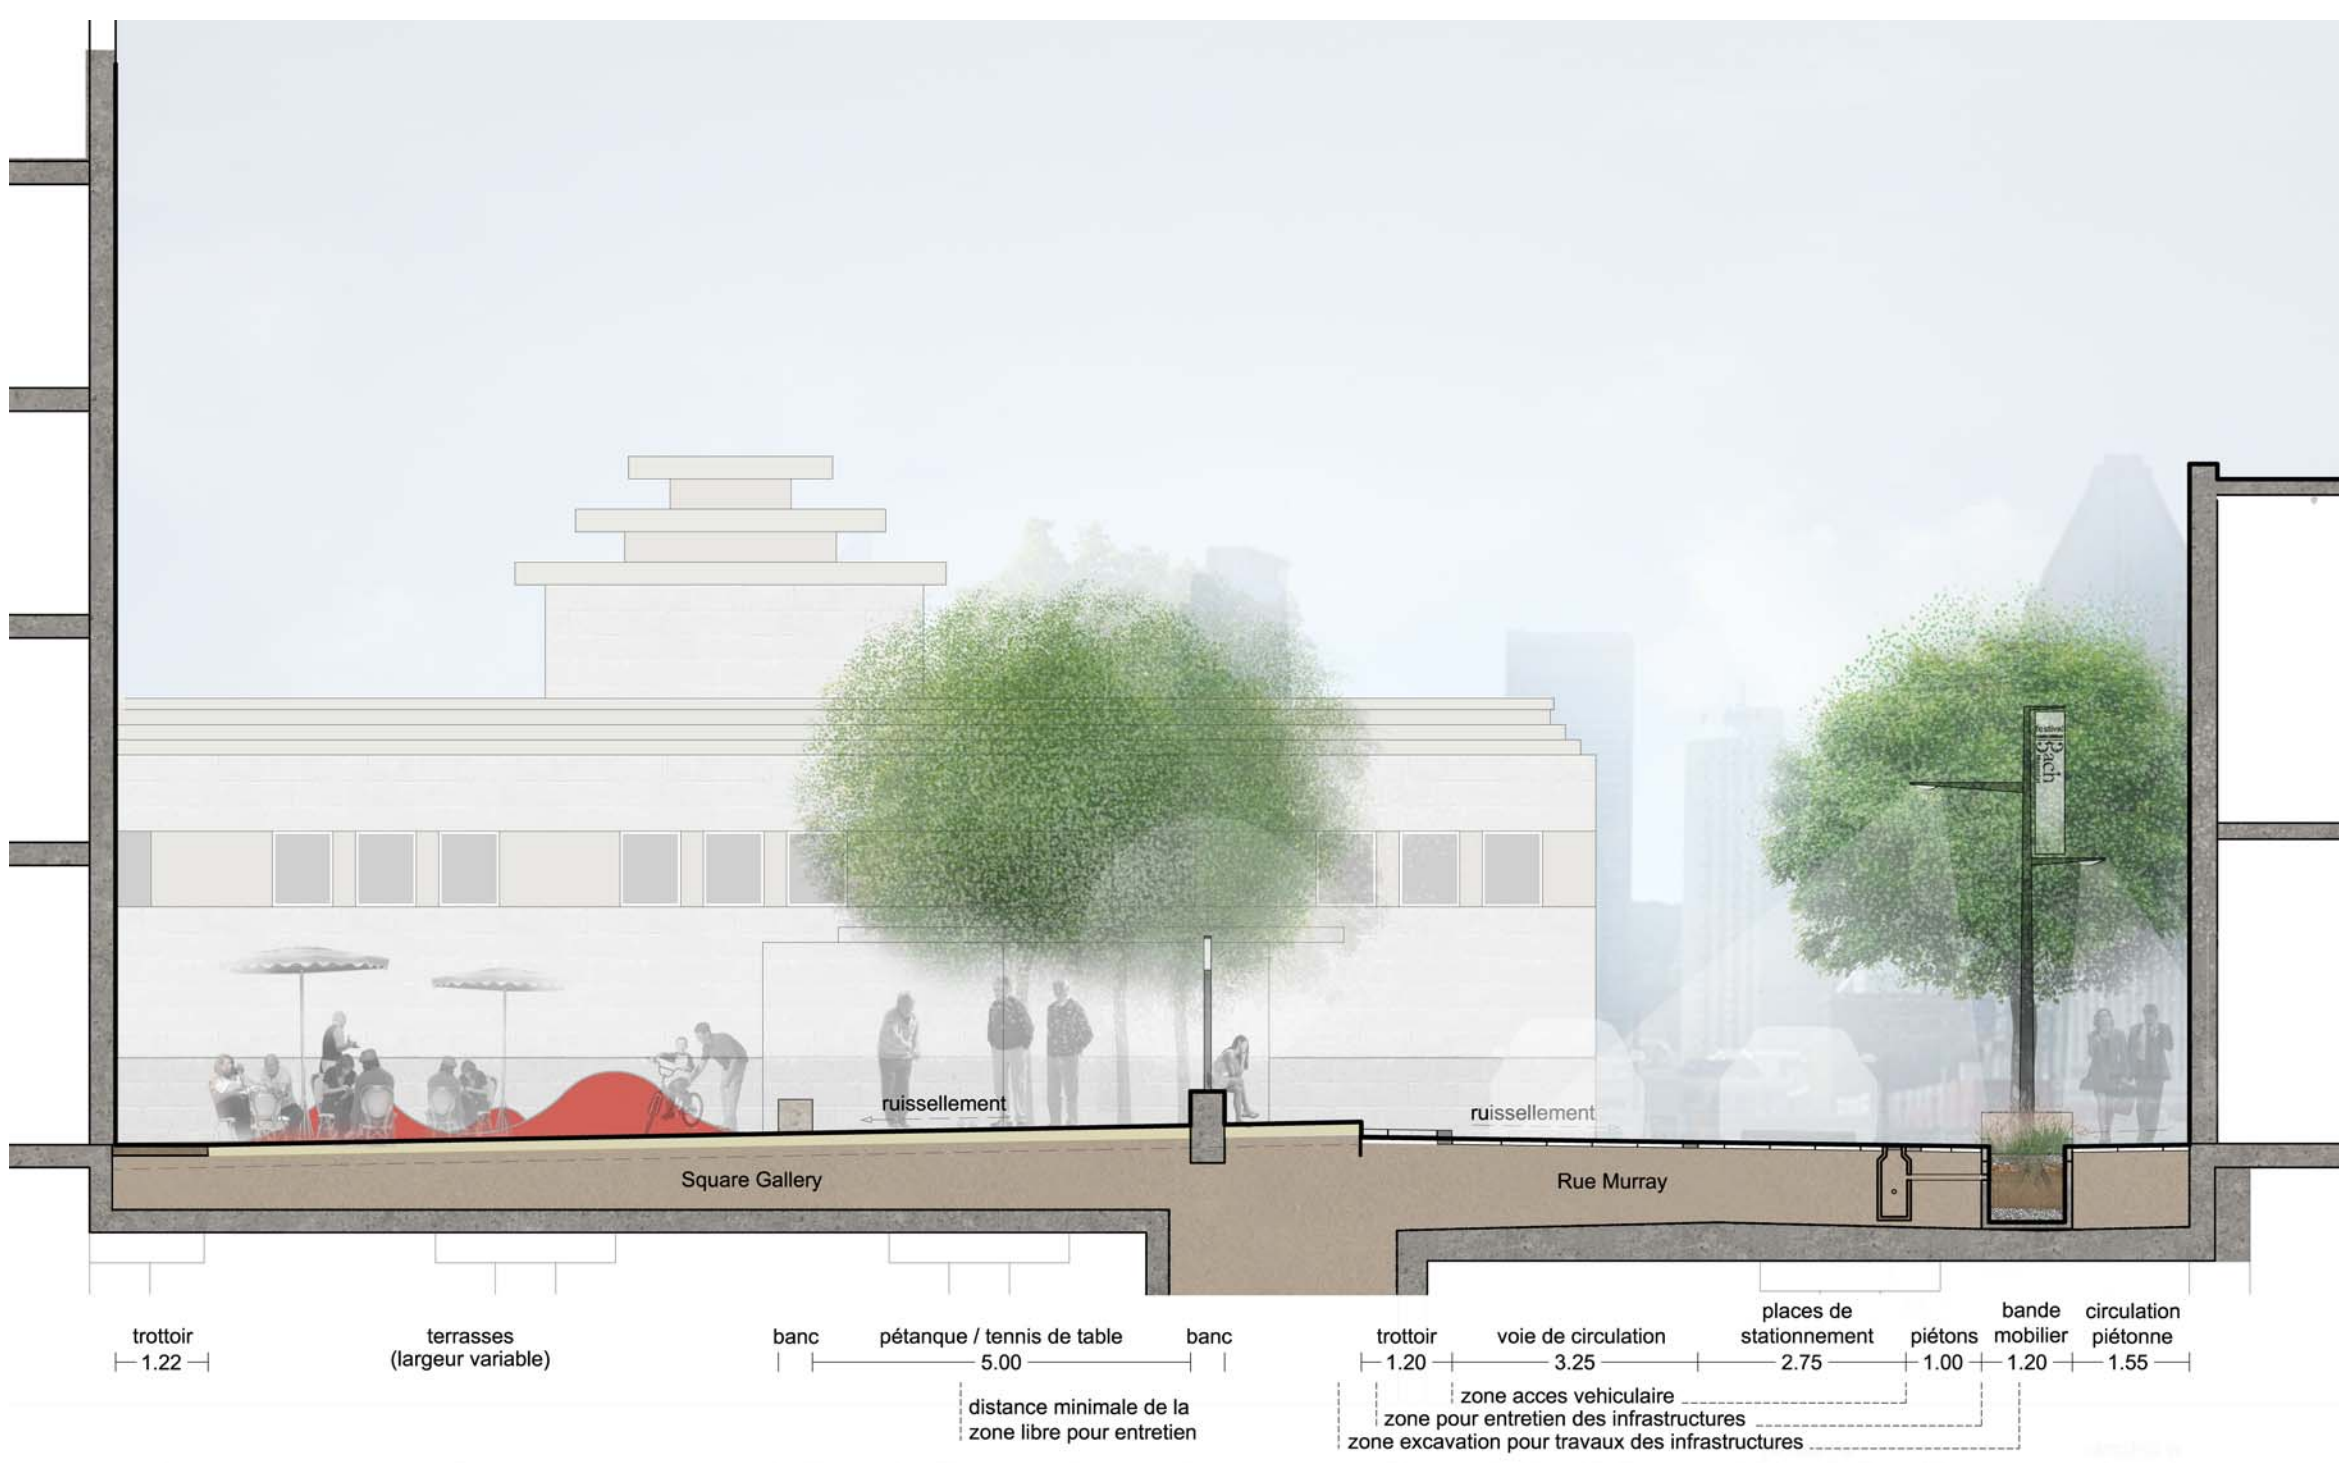 festival
Bach
ruissellement
ruissellement
Square Gallery
Rue Murray
trottoir
1.22
terrasses
(largeur variable)
banc
pétanque / tennis de table
5.00
banc
trottoir
1.20
voie de circulation
3.25
places de
stationnement
2.75
piétons
1.00
bande
mobilier
1.20
circulation
piétonne
1.55
distance minimale de la
zone libre pour entretien
zone acces vehiculaire
zone pour entretien des infrastructures
zone excavation pour travaux des infrastructures